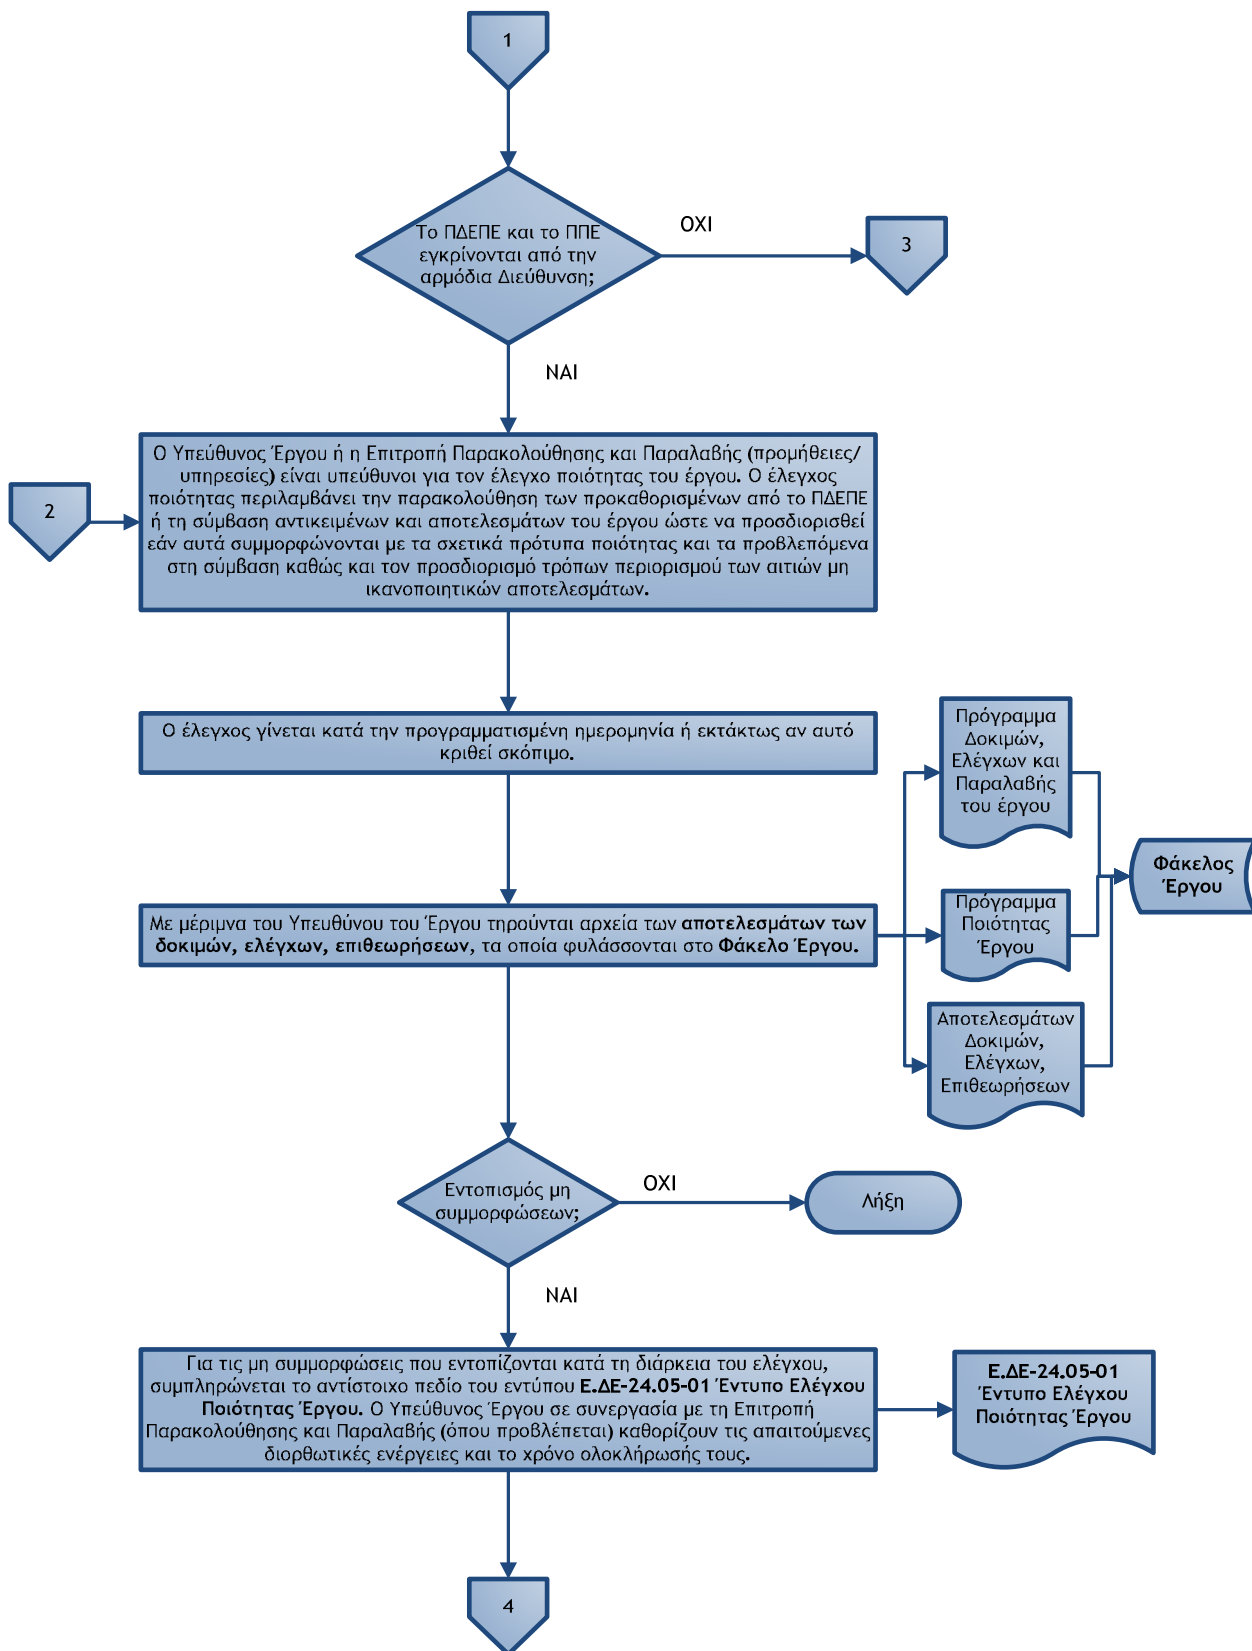 1
Το ΠΔΕΠΕ και το ΠΠΕ
εγκρίνονται από την
αρμόδια Διεύθυνση;
ΟΧΙ
3
ΝΑΙ
2
Ο Υπεύθυνος Έργου ή η Επιτροπή Παρακολούθησης και Παραλαβής (προμήθειες/
υπηρεσίες) είναι υπεύθυνοι για τον έλεγχο ποιότητας του έργου. Ο έλεγχος
ποιότητας περιλαμβάνει την παρακολούθηση των προκαθορισμένων από το ΠΔΕΠΕ
ή τη σύμβαση αντικειμένων και αποτελεσμάτων του έργου ώστε να προσδιορισθεί
εάν αυτά συμμορφώνονται με τα σχετικά πρότυπα ποιότητας και τα προβλεπόμενα
στη σύμβαση καθώς και τον προσδιορισμό τρόπων περιορισμού των αιτιών μη
ικανοποιητικών αποτελεσμάτων.
Ο έλεγχος γίνεται κατά την προγραμματισμένη ημερομηνία ή εκτάκτως αν αυτό
κριθεί σκόπιμο.
Με μέριμνα του Υπευθύνου του Έργου τηρούνται αρχεία των αποτελεσμάτων των
δοκιμών, ελέγχων, επιθεωρήσεων, τα οποία φυλάσσονται στο Φάκελο Έργου.
Πρόγραμμα
Δοκιμών,
Ελέγχων και
Παραλαβής
του έργου
Πρόγραμμα
Ποιότητας
Έργου
Αποτελεσμάτων
Δοκιμών,
Ελέγχων,
Επιθεωρήσεων
Φάκελος
Έργου
Εντοπισμός μη
συμμορφώσεων;
ΟΧΙ
Λήξη
ΝΑΙ
Για τις μη συμμορφώσεις που εντοπίζονται κατά τη διάρκεια του ελέγχου,
συμπληρώνεται το αντίστοιχο πεδίο του εντύπου Ε.ΔΕ-24.05-01 Έντυπο Ελέγχου
Ποιότητας Έργου. Ο Υπεύθυνος Έργου σε συνεργασία με τη Επιτροπή
Παρακολούθησης και Παραλαβής (όπου προβλέπεται) καθορίζουν τις απαιτούμενες
διορθωτικές ενέργειες και το χρόνο ολοκλήρωσής τους.
Ε.ΔΕ-24.05-01
Έντυπο Ελέγχου
Ποιότητας Έργου
4